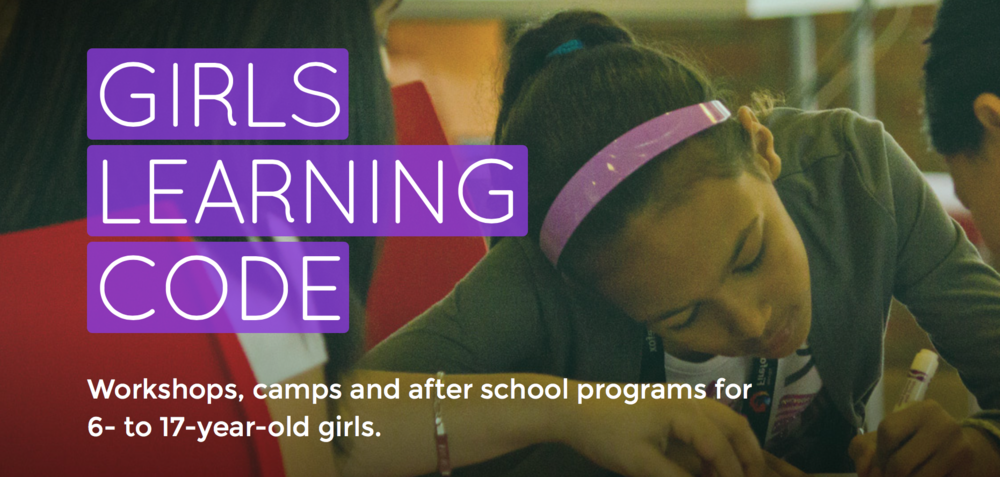 GIRLS
LEARNING
CODE
Workshops, camps and after school programs for
6- to 17-year-old girls.